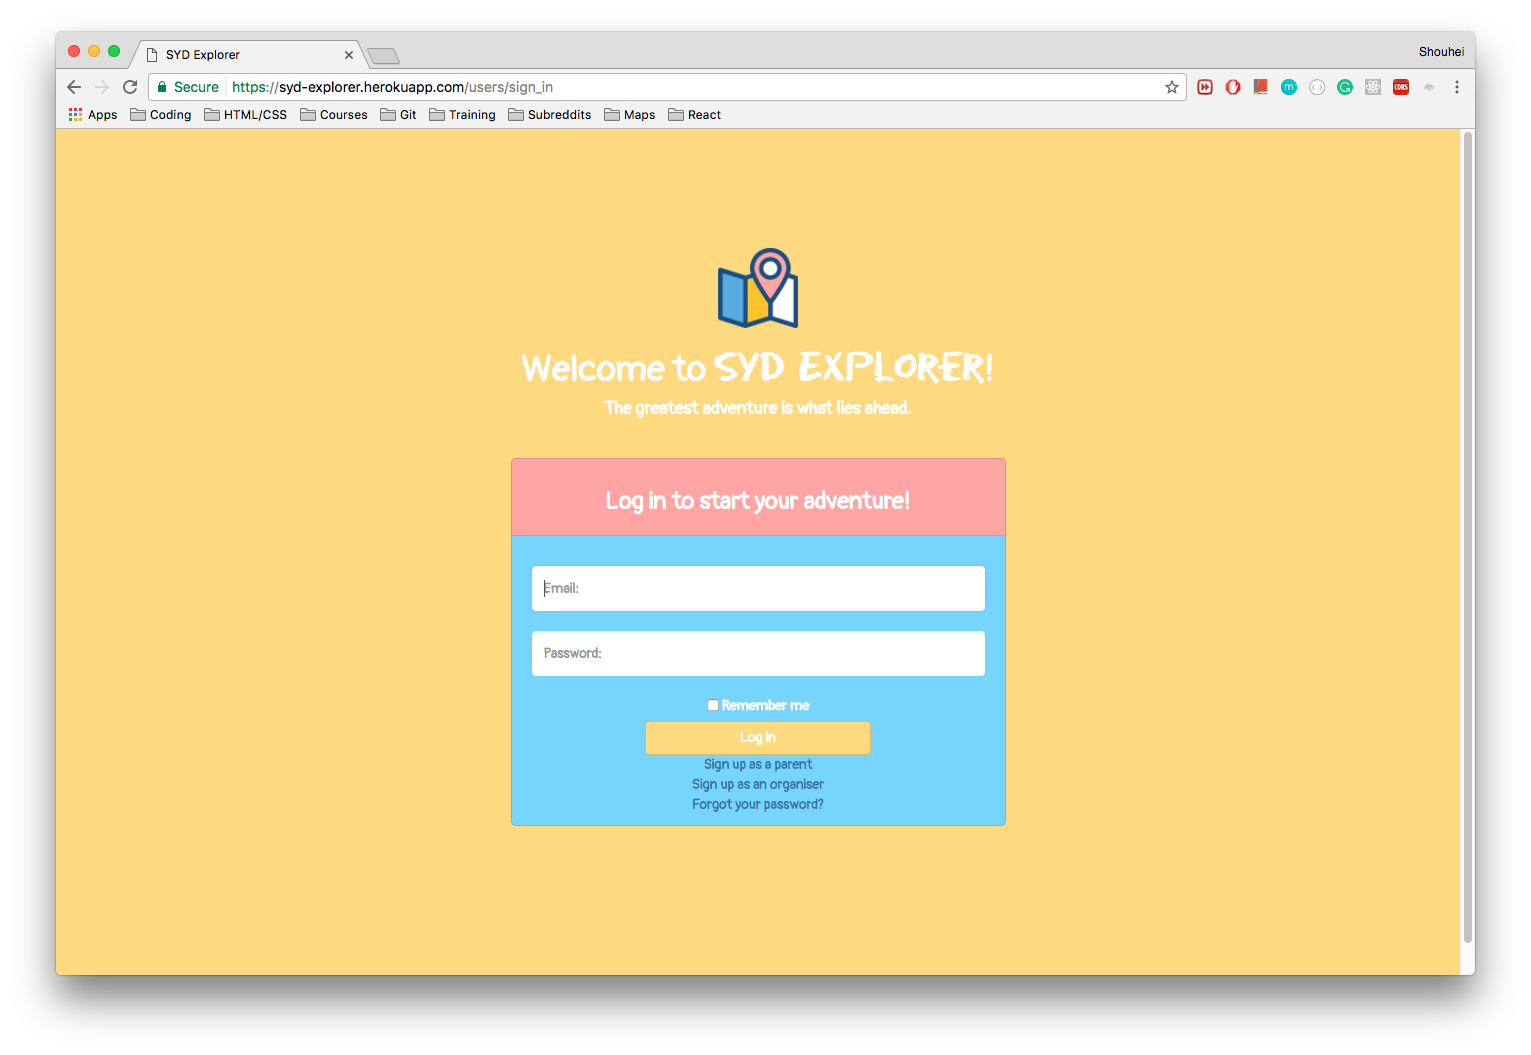 SYD Explorer
Shouhei
Secure https://syd-explorer.herokuapp.com/users/sign_in
m
CORS
Apps Coding HTML/CSS Courses Git Training Subreddits Maps React
Welcome to SYD EXPLORER!
The greatest adventure is what lies ahead.
Log in to start your adventure!
Email:
Password:
Remember me
Log in
Sign up as a parent
Sign up as an organiser
Forgot your password?